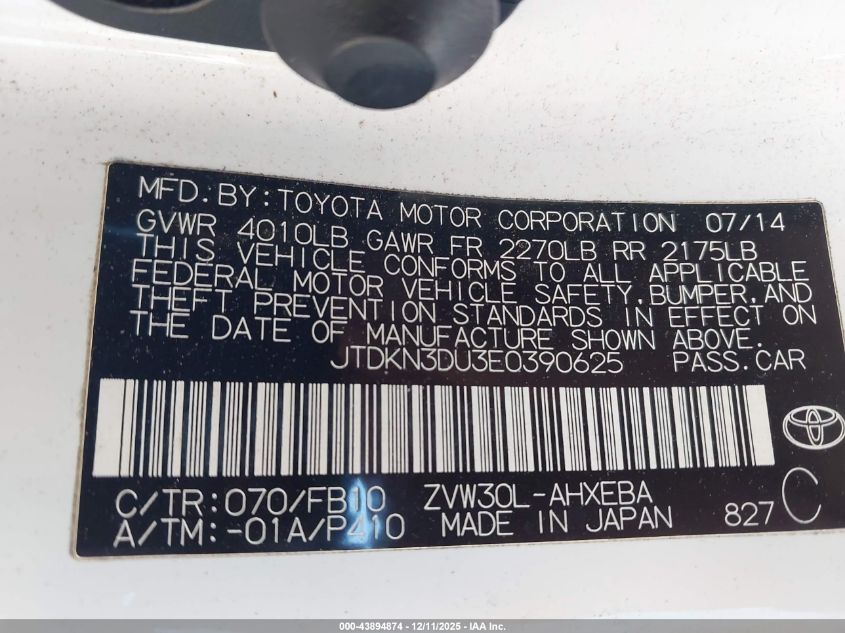 MFD. BY: TOYOTA MOTOR CORPORATION 07/14
GVWR 4010LB GAWR FR 2270LB RR 2175LB
THIS VEHICLE CONFORMS TO ALL APPLICABLE
FEDERAL MOTOR VEHICLE SAFETY, BUMPER, AND
THEFT PREVENTION STANDARDS IN EFFECT ON
THE DATE OF MANUFACTURE SHOWN ABOVE.
JTDKN3DU3E0390625 PASS.CAR
C/TR: 070/FB10 ZVW30L-AHXEBA
A/TM: -01A/P410 MADE IN JAPAN 827 C
000-43894874 - 12/11/2025 - IAA Inc.